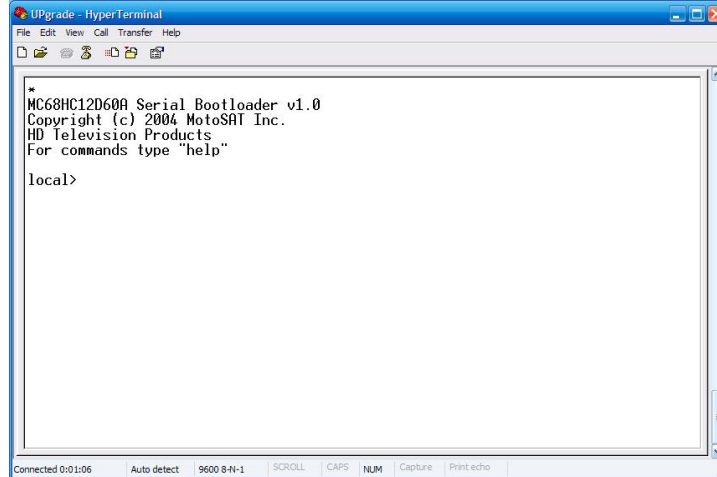 UPgrade - HyperTerminal
File Edit View Call Transfer Help
*
MC68HC12D60A Serial Bootloader v1.0
Copyright (c) 2004 MotoSAT Inc.
HD Television Products
For commands type "help"
local>
Connected 0:01:06 Auto detect 9600 8-N-1 SCROLL CAPS NUM Capture Print echo